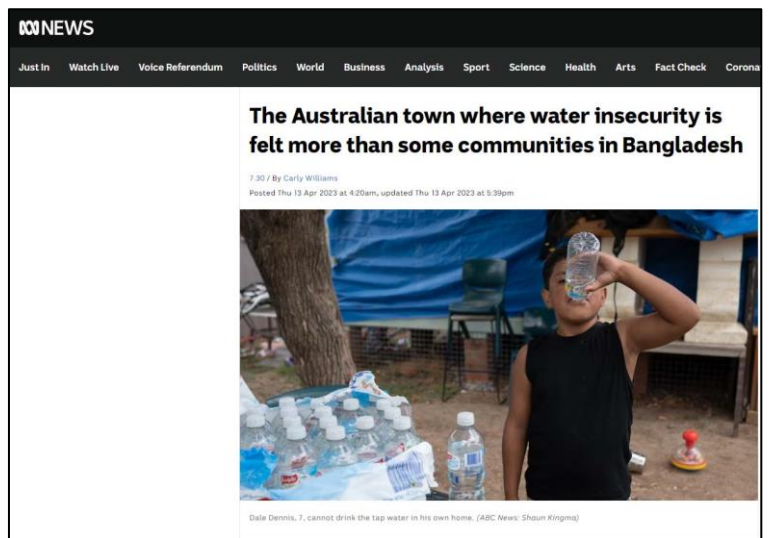 NEWS
Just In Watch Live Voice Referendum Politics World Business Analysis Sport Science Health Arts Fact Check Corona
The Australian town where water insecurity is
felt more than some communities in Bangladesh
7.30 / By Carly Williams
Posted Thu 13 Apr 2023 at 4:20am, updated Thu 13 Apr 2023 at 5:39pm
Dale Dennis, 7, cannot drink the tap water in his own home. (ABC News: Shaun Kingma)